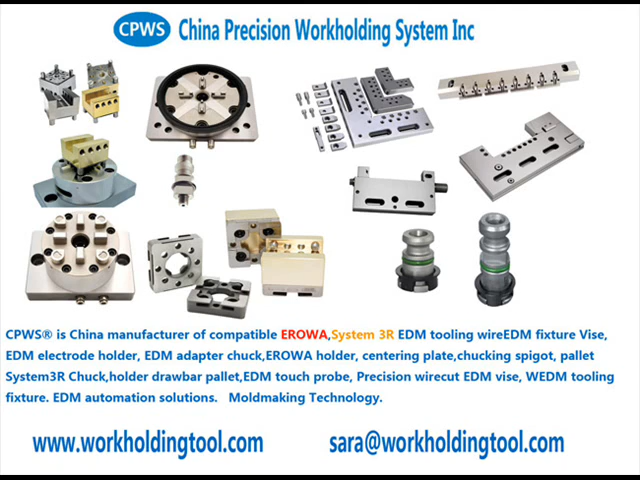 CPWS China Precision Workholding System Inc
CPWS® is China manufacturer of compatible EROWA,System 3R EDM tooling wireEDM fixture Vise,
EDM electrode holder, EDM adapter chuck,EROWA holder, centering plate,chucking spigot, pallet
System3R Chuck,holder drawbar pallet,EDM touch probe, Precision wirecut EDM vise, WEDM tooling
fixture. EDM automation solutions. Moldmaking Technology.
www.workholdingtool.com sara@workholdingtool.com